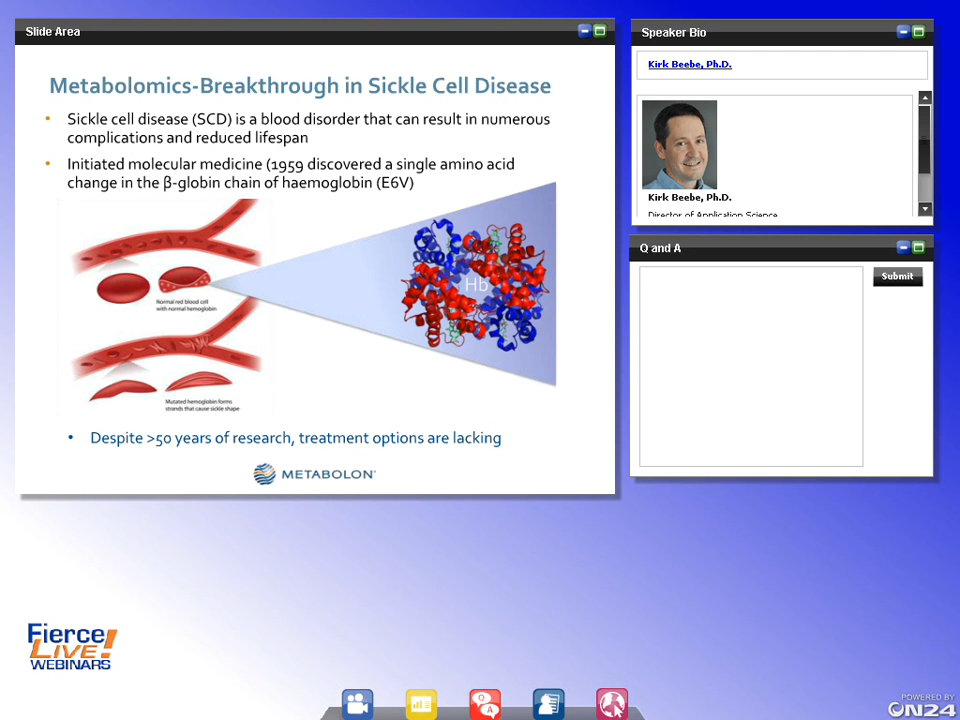 Slide Area
Metabolomics-Breakthrough in Sickle Cell Disease
• Sickle cell disease (SCD) is a blood disorder that can result in numerous
complications and reduced lifespan
• Initiated molecular medicine (1959 discovered a single amino acid
change in the β-globin chain of haemoglobin (E6V)
Hb
Normal red blood cell
with normal hemoglobin
Mutated hemoglobin forms
strands that cause sickle shape
• Despite >50 years of research, treatment options are lacking
METABOLON
Speaker Bio
Kirk Beebe, Ph.D.
Kirk Beebe, Ph.D.
Director of Application Science
Q and A
Submit
Fierce
LIVE!
WEBINARS
Q
A
POWERED BY
ON24